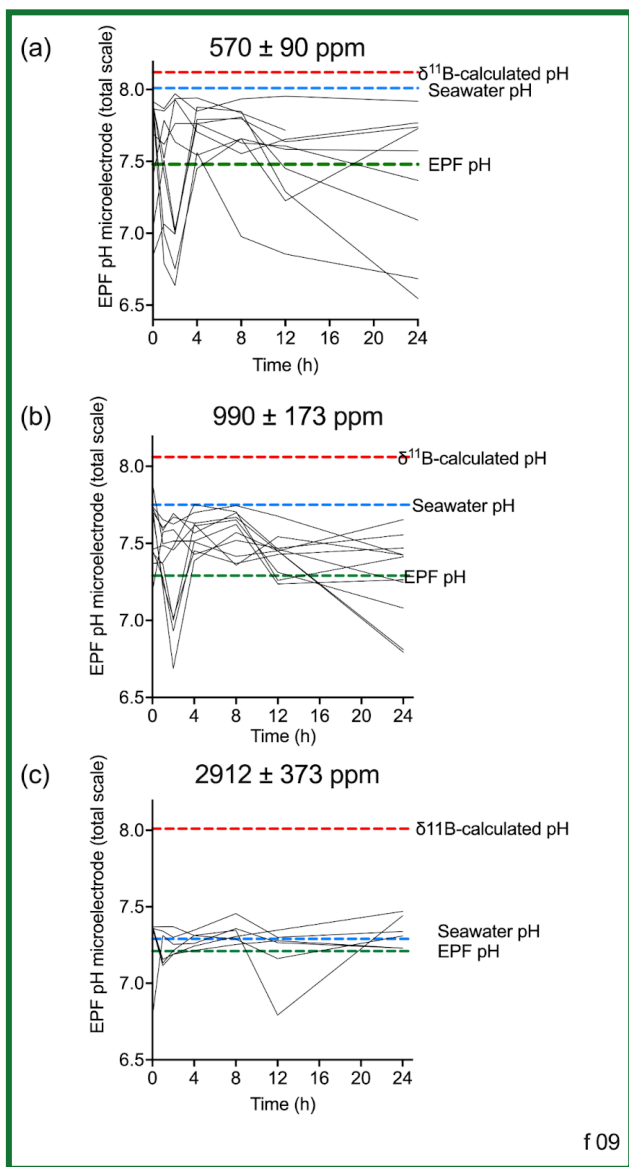 (a)
570 ± 90 ppm
δ¹¹B-calculated pH
Seawater pH
EPF pH
EPF pH microelectrode (total scale)
8.0
7.5
7.0
6.5
0 4 8 12 16 20 24
Time (h)
(b)
990 ± 173 ppm
δ¹¹B-calculated pH
Seawater pH
EPF pH
EPF pH microelectrode (total scale)
8.0
7.5
7.0
6.5
0 4 8 12 16 20 24
Time (h)
(c)
2912 ± 373 ppm
δ11B-calculated pH
Seawater pH
EPF pH
EPF pH microelectrode (total scale)
8.0
7.5
7.0
6.5
0 4 8 12 16 20 24
Time (h)
f 09